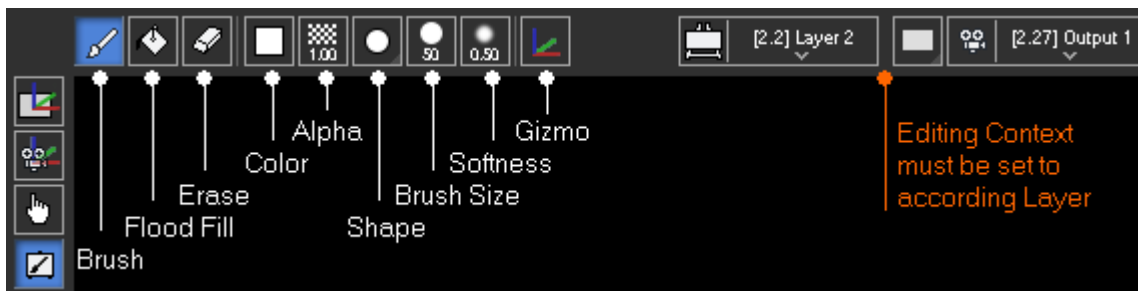 [2.2] Layer 2
[2.27] Output 1
1.00
50
0.50
Alpha
Gizmo
Color
Softness
Erase
Brush Size
Flood Fill
Shape
Brush
Editing Context
must be set to
according Layer